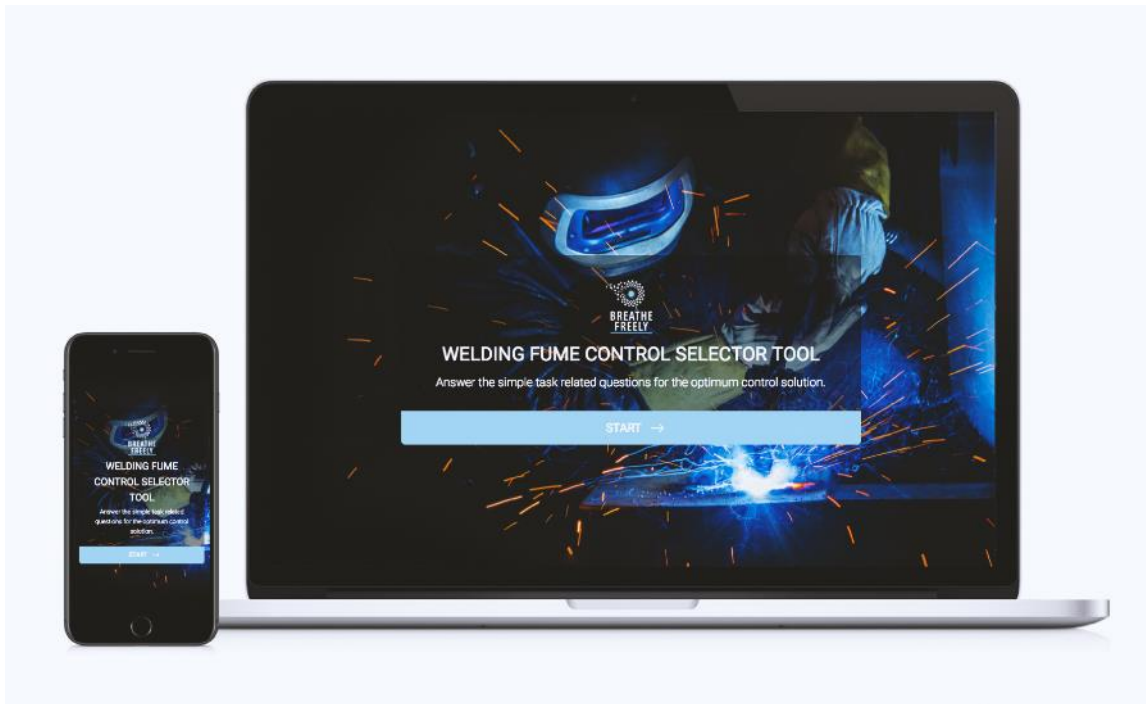 BREATHE
FREELY
WELDING FUME CONTROL SELECTOR TOOL
Answer the simple task related questions for the optimum control solution.
START →
BREATHE
FREELY
WELDING FUME
CONTROL SELECTOR
TOOL
Answer the simple task related
questions for the optimum control
solution.
START →